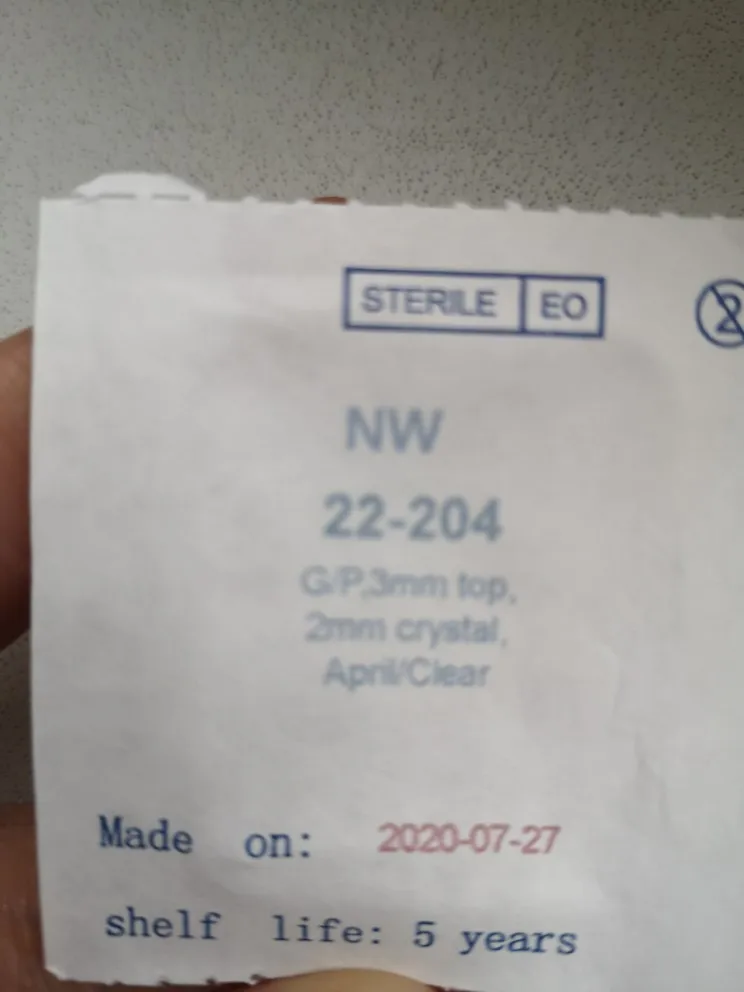 STERILE EO
2
NW
22-204
G/P,3mm top,
2mm crystal,
April/Clear
Made on: 2020-07-27
shelf life: 5 years